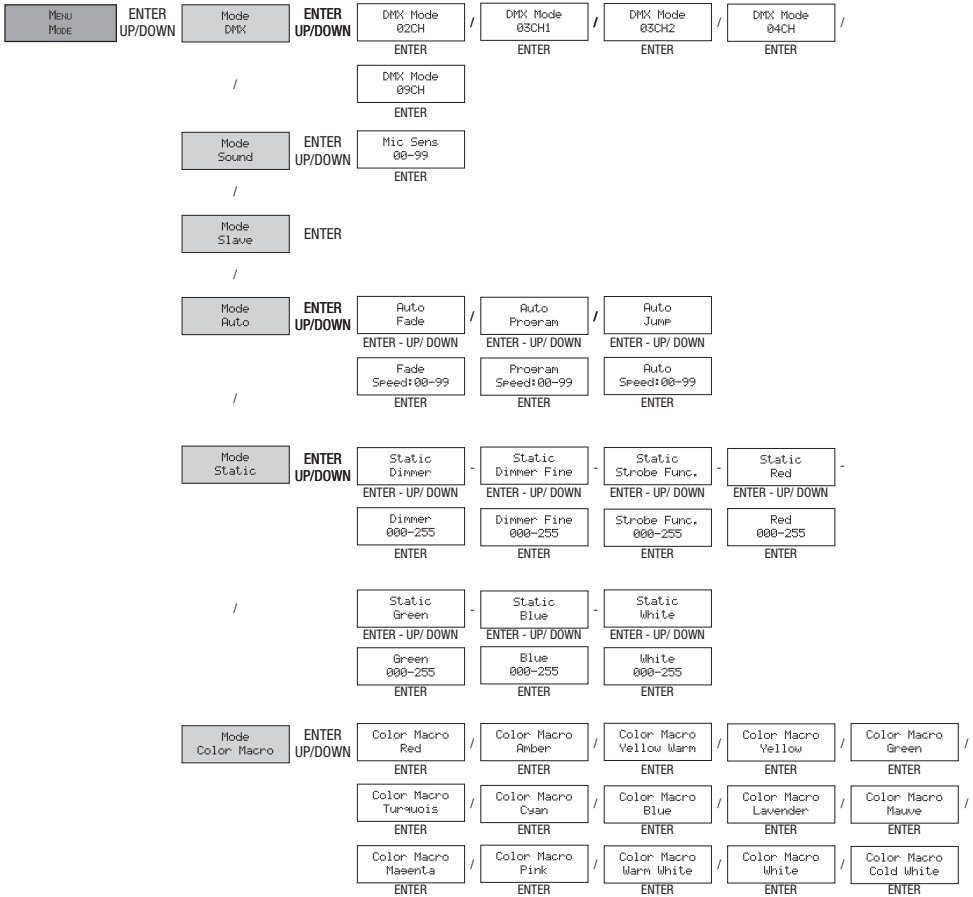 Menu ENTER Mode ENTER DMX Mode / DMX Mode / DMX Mode / DMX Mode /
Mode UP/DOWN DMX UP/DOWN 02CH 03CH1 03CH2 04CH
ENTER ENTER ENTER ENTER
/ DMX Mode
09CH
ENTER
Mode ENTER Mic Sens
Sound UP/DOWN 00-99
ENTER
/
Mode ENTER
Slave
/
Mode ENTER Auto / Auto / Auto
Auto UP/DOWN Fade Program Jump
ENTER - UP/ DOWN ENTER - UP/ DOWN ENTER - UP/ DOWN
Fade Program Auto
Speed:00-99 Speed:00-99 Speed:00-99
/ ENTER ENTER ENTER
Mode ENTER Static - Static - Static - Static -
Static UP/DOWN Dimmer Dimmer Fine Strobe Func. Red
ENTER - UP/ DOWN ENTER - UP/ DOWN ENTER - UP/ DOWN ENTER - UP/ DOWN
Dimmer Dimmer Fine Strobe Func. Red
000-255 000-255 000-255 000-255
ENTER ENTER ENTER ENTER
/ Static - Static - Static
Green Blue White
ENTER - UP/ DOWN ENTER - UP/ DOWN ENTER - UP/ DOWN
Green Blue White
000-255 000-255 000-255
ENTER ENTER ENTER
Mode ENTER Color Macro / Color Macro / Color Macro / Color Macro / Color Macro /
Color Macro UP/DOWN Red Amber Yellow Warm Yellow Green
ENTER ENTER ENTER ENTER ENTER
Color Macro / Color Macro / Color Macro / Color Macro / Color Macro /
Turquois Cyan Blue Lavender Mauve
ENTER ENTER ENTER ENTER ENTER
Color Macro / Color Macro / Color Macro / Color Macro / Color Macro
Magenta Pink Warm White White Cold White
ENTER ENTER ENTER ENTER ENTER